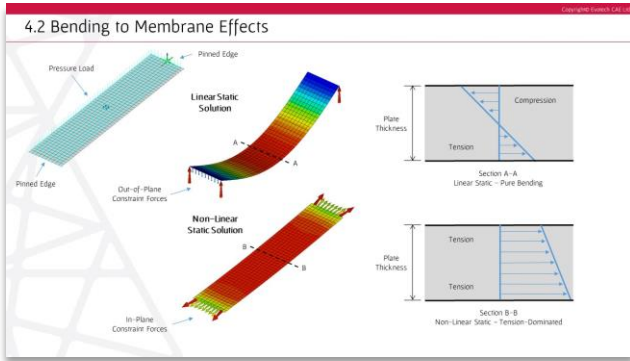 Copyright© Evotech CAE Ltd
4.2 Bending to Membrane Effects
Pinned Edge
Pressure Load
Pinned Edge
Linear Static
Solution
A
A
Out-of-Plane
Constraint Forces
Non-Linear
Static Solution
B
B
In-Plane
Constraint Forces
Plate
Thickness
Compression
Tension
Section A-A
Linear Static - Pure Bending
Plate
Thickness
Tension
Tension
Section B-B
Non-Linear Static - Tension-Dominated